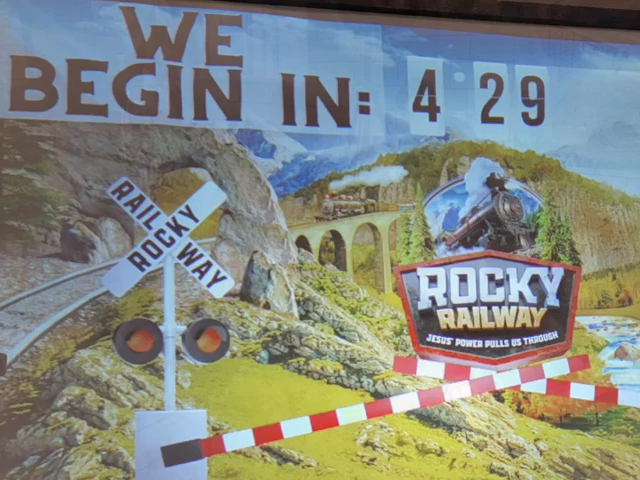 WE
BEGIN IN: 4 29
RAIL WAY
ROCKY
ROCKY
RAILWAY
JESUS' POWER PULLS US THROUGH